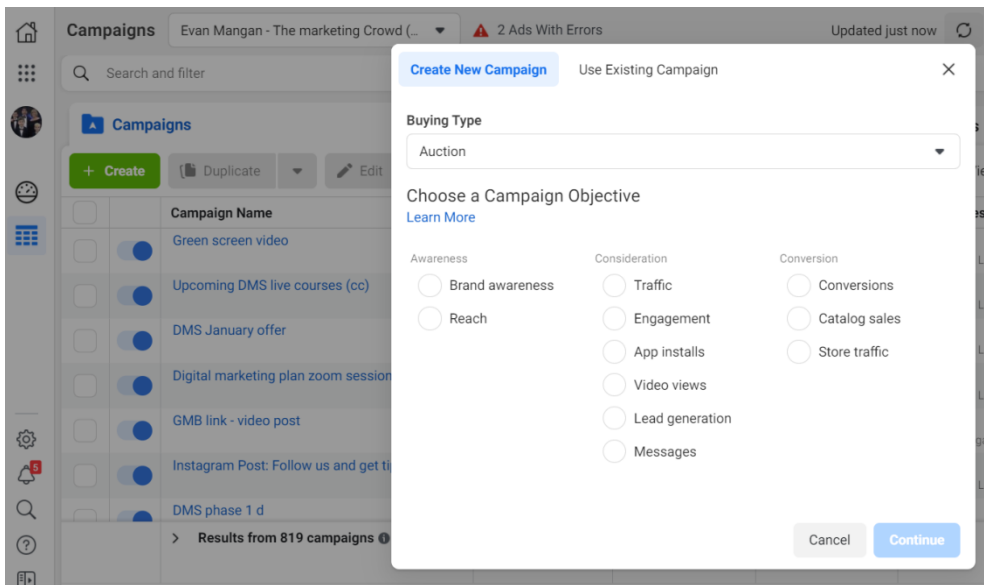 Campaigns
Evan Mangan - The marketing Crowd (...
2 Ads With Errors
Updated just now
Search and filter
Campaigns
+ Create
Duplicate
Edit
Campaign Name
Green screen video
Upcoming DMS live courses (cc)
DMS January offer
Digital marketing plan zoom session
GMB link - video post
Instagram Post: Follow us and get ti
DMS phase 1 d
Results from 819 campaigns
5
Create New Campaign
Use Existing Campaign
Buying Type
Auction
Choose a Campaign Objective
Learn More
Awareness
Brand awareness
Reach
Consideration
Traffic
Engagement
App installs
Video views
Lead generation
Messages
Conversion
Conversions
Catalog sales
Store traffic
Cancel
Continue